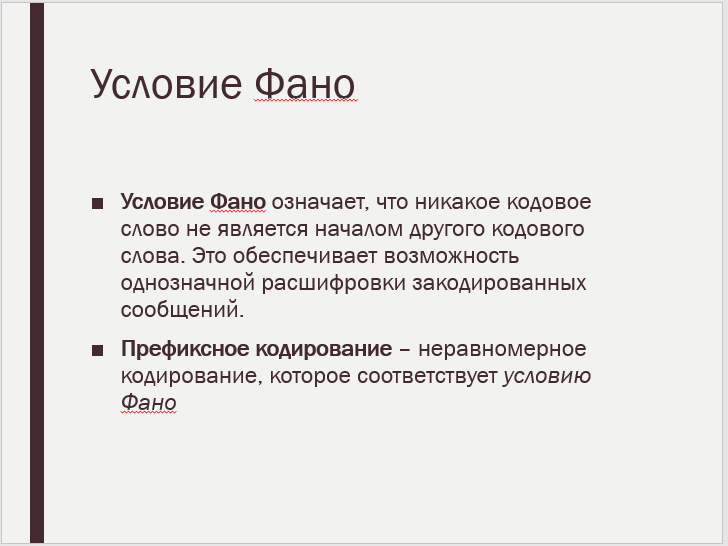 Условие Фано
■ Условие Фано означает, что никакое кодовое
слово не является началом другого кодового
слова. Это обеспечивает возможность
однозначной расшифровки закодированных
сообщений.
■ Префиксное кодирование – неравномерное
кодирование, которое соответствует условию
Фано